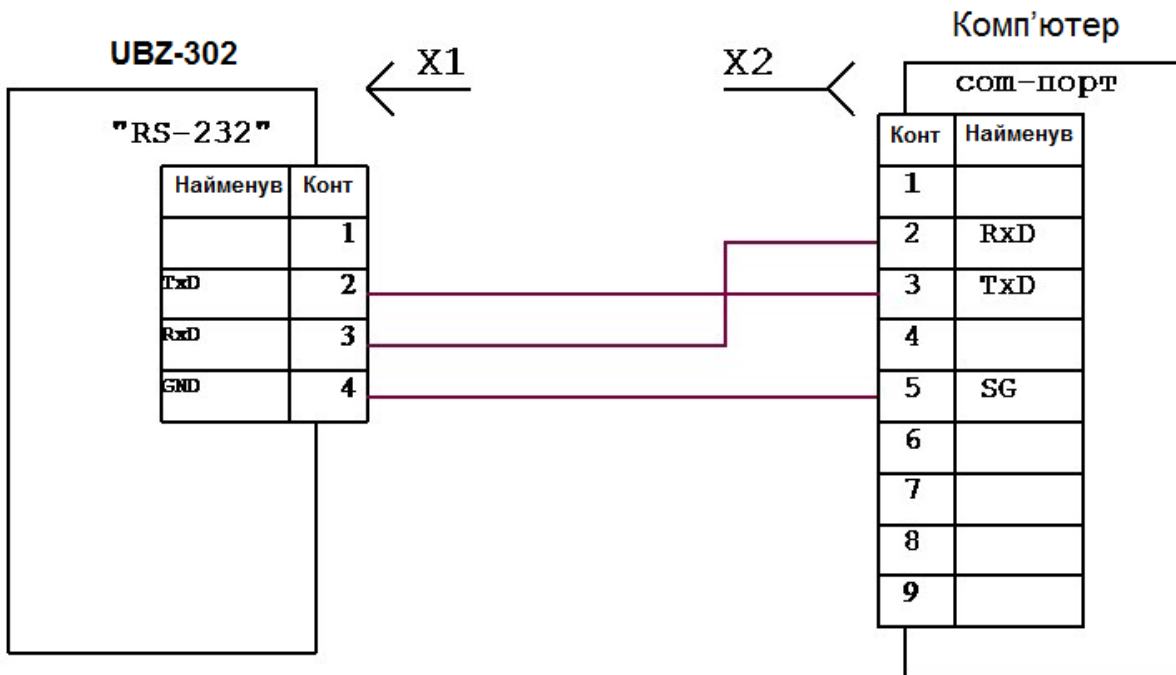 UBZ-302
X1
X2
Комп’ютер
"RS-232"
com-порт
Найменув Конт
1
TxD 2
RxD 3
GND 4
Конт Найменув
1
2 RxD
3 TxD
4
5 SG
6
7
8
9